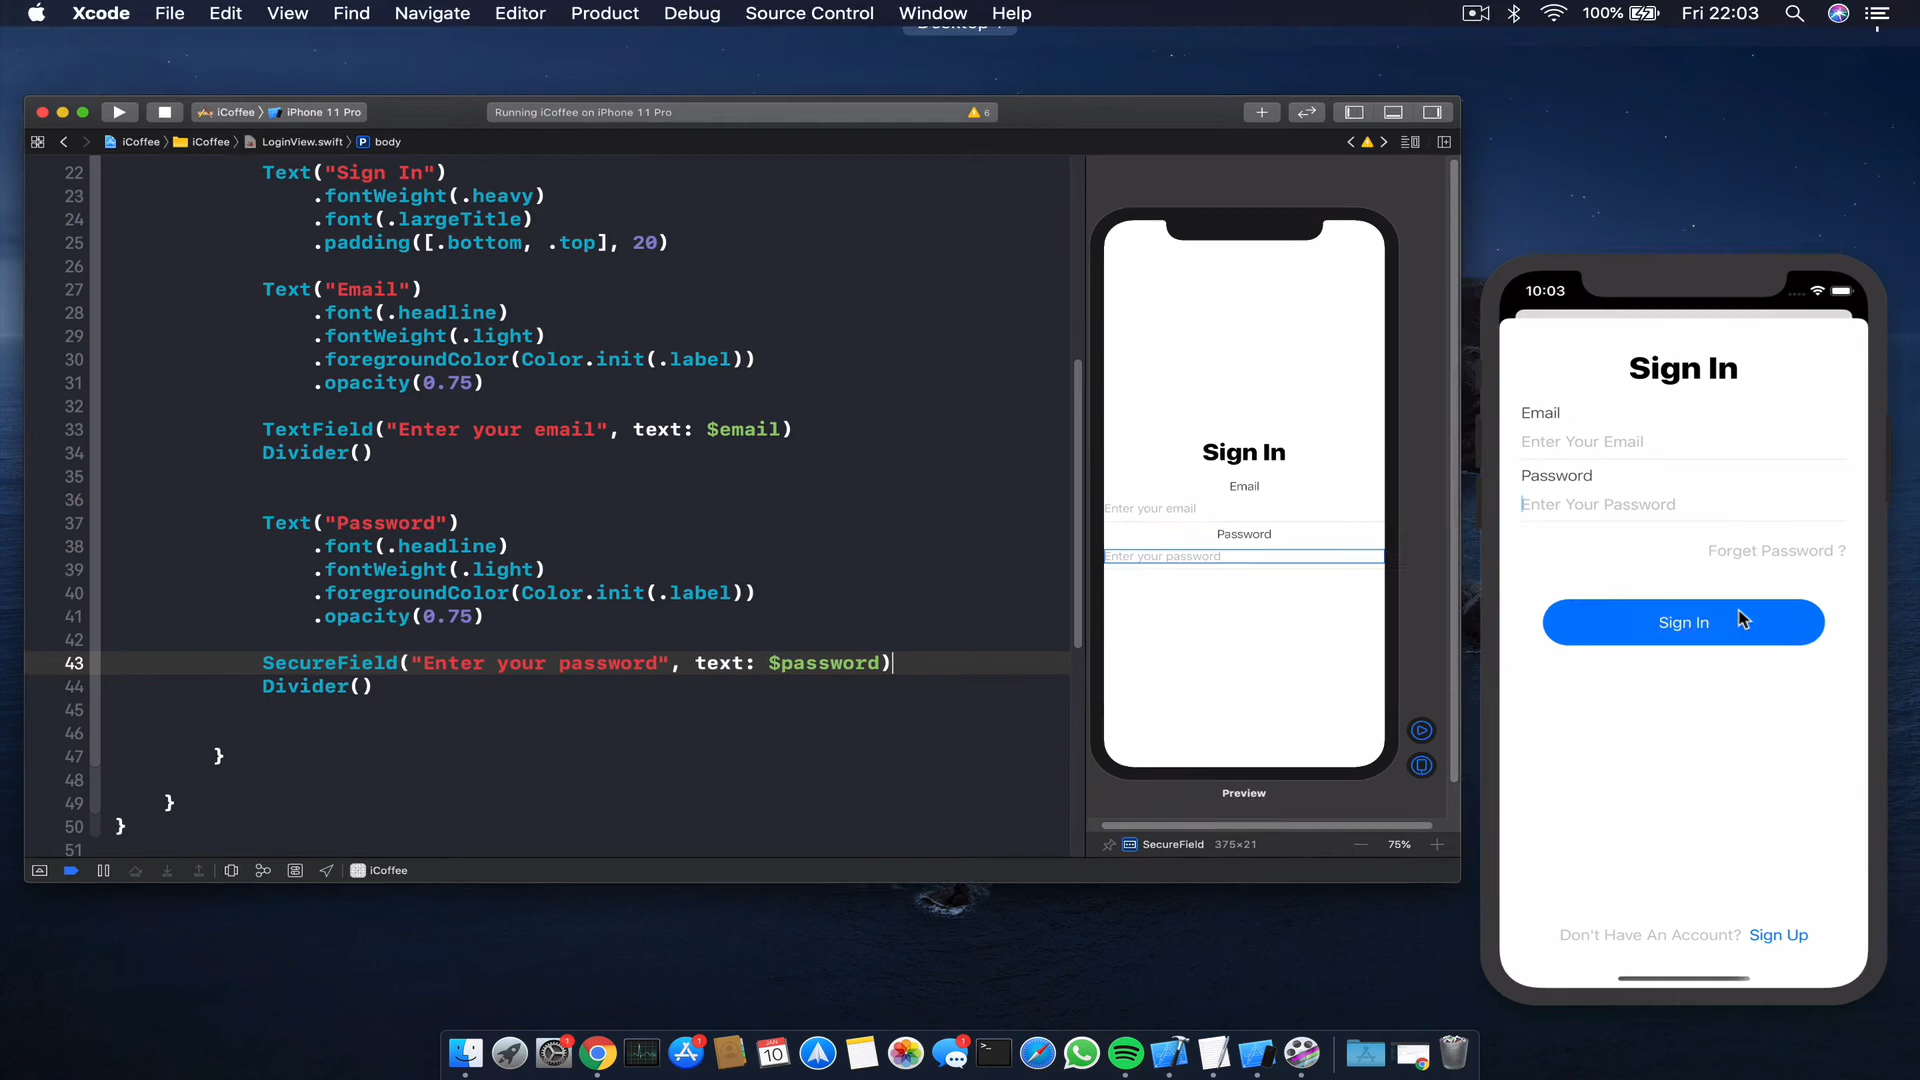 Xcode File Edit View Find Navigate Editor Product Debug Source Control Window Help
100% Fri 22:03
iCoffee iPhone 11 Pro
Running iCoffee on iPhone 11 Pro
6
iCoffee iCoffee LoginView.swift P body
22 Text("Sign In")
23 .fontWeight(.heavy)
24 .font(.largeTitle)
25 .padding([.bottom, .top], 20)
26
27 Text("Email")
28 .font(.headline)
29 .fontWeight(.light)
30 .foregroundColor(Color.init(.label))
31 .opacity(0.75)
32
33 TextField("Enter your email", text: $email)
34 Divider()
35
36
37 Text("Password")
38 .font(.headline)
39 .fontWeight(.light)
40 .foregroundColor(Color.init(.label))
41 .opacity(0.75)
42
43 SecureField("Enter your password", text: $password)
44 Divider()
45
46
47 }
48
49 }
50 }
51
iCoffee
Sign In
Email
Enter your email
Password
Enter your password
Preview
SecureField 375×21
75%
10:03
Sign In
Email
Enter Your Email
Password
Enter Your Password
Forget Password ?
Sign In
Don't Have An Account? Sign Up
1
1
JAN
10
1